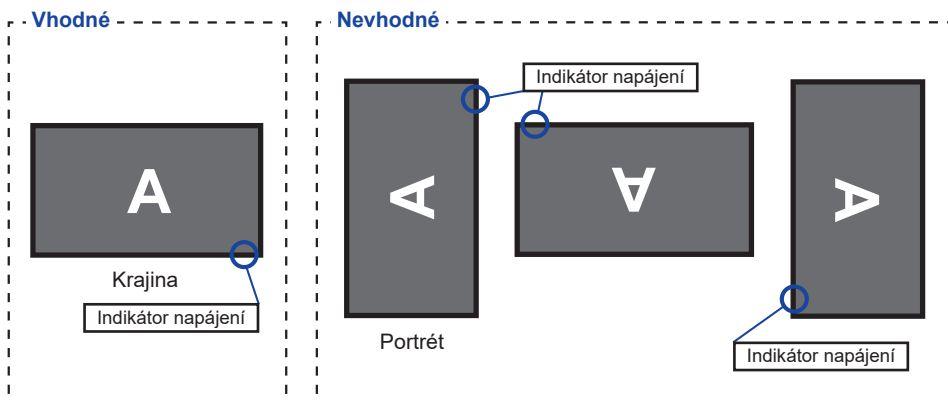 Vhodné
Nevhodné
Indikátor napájení
A
A
A
A
Krajina
Indikátor napájení
Portrét
Indikátor napájení